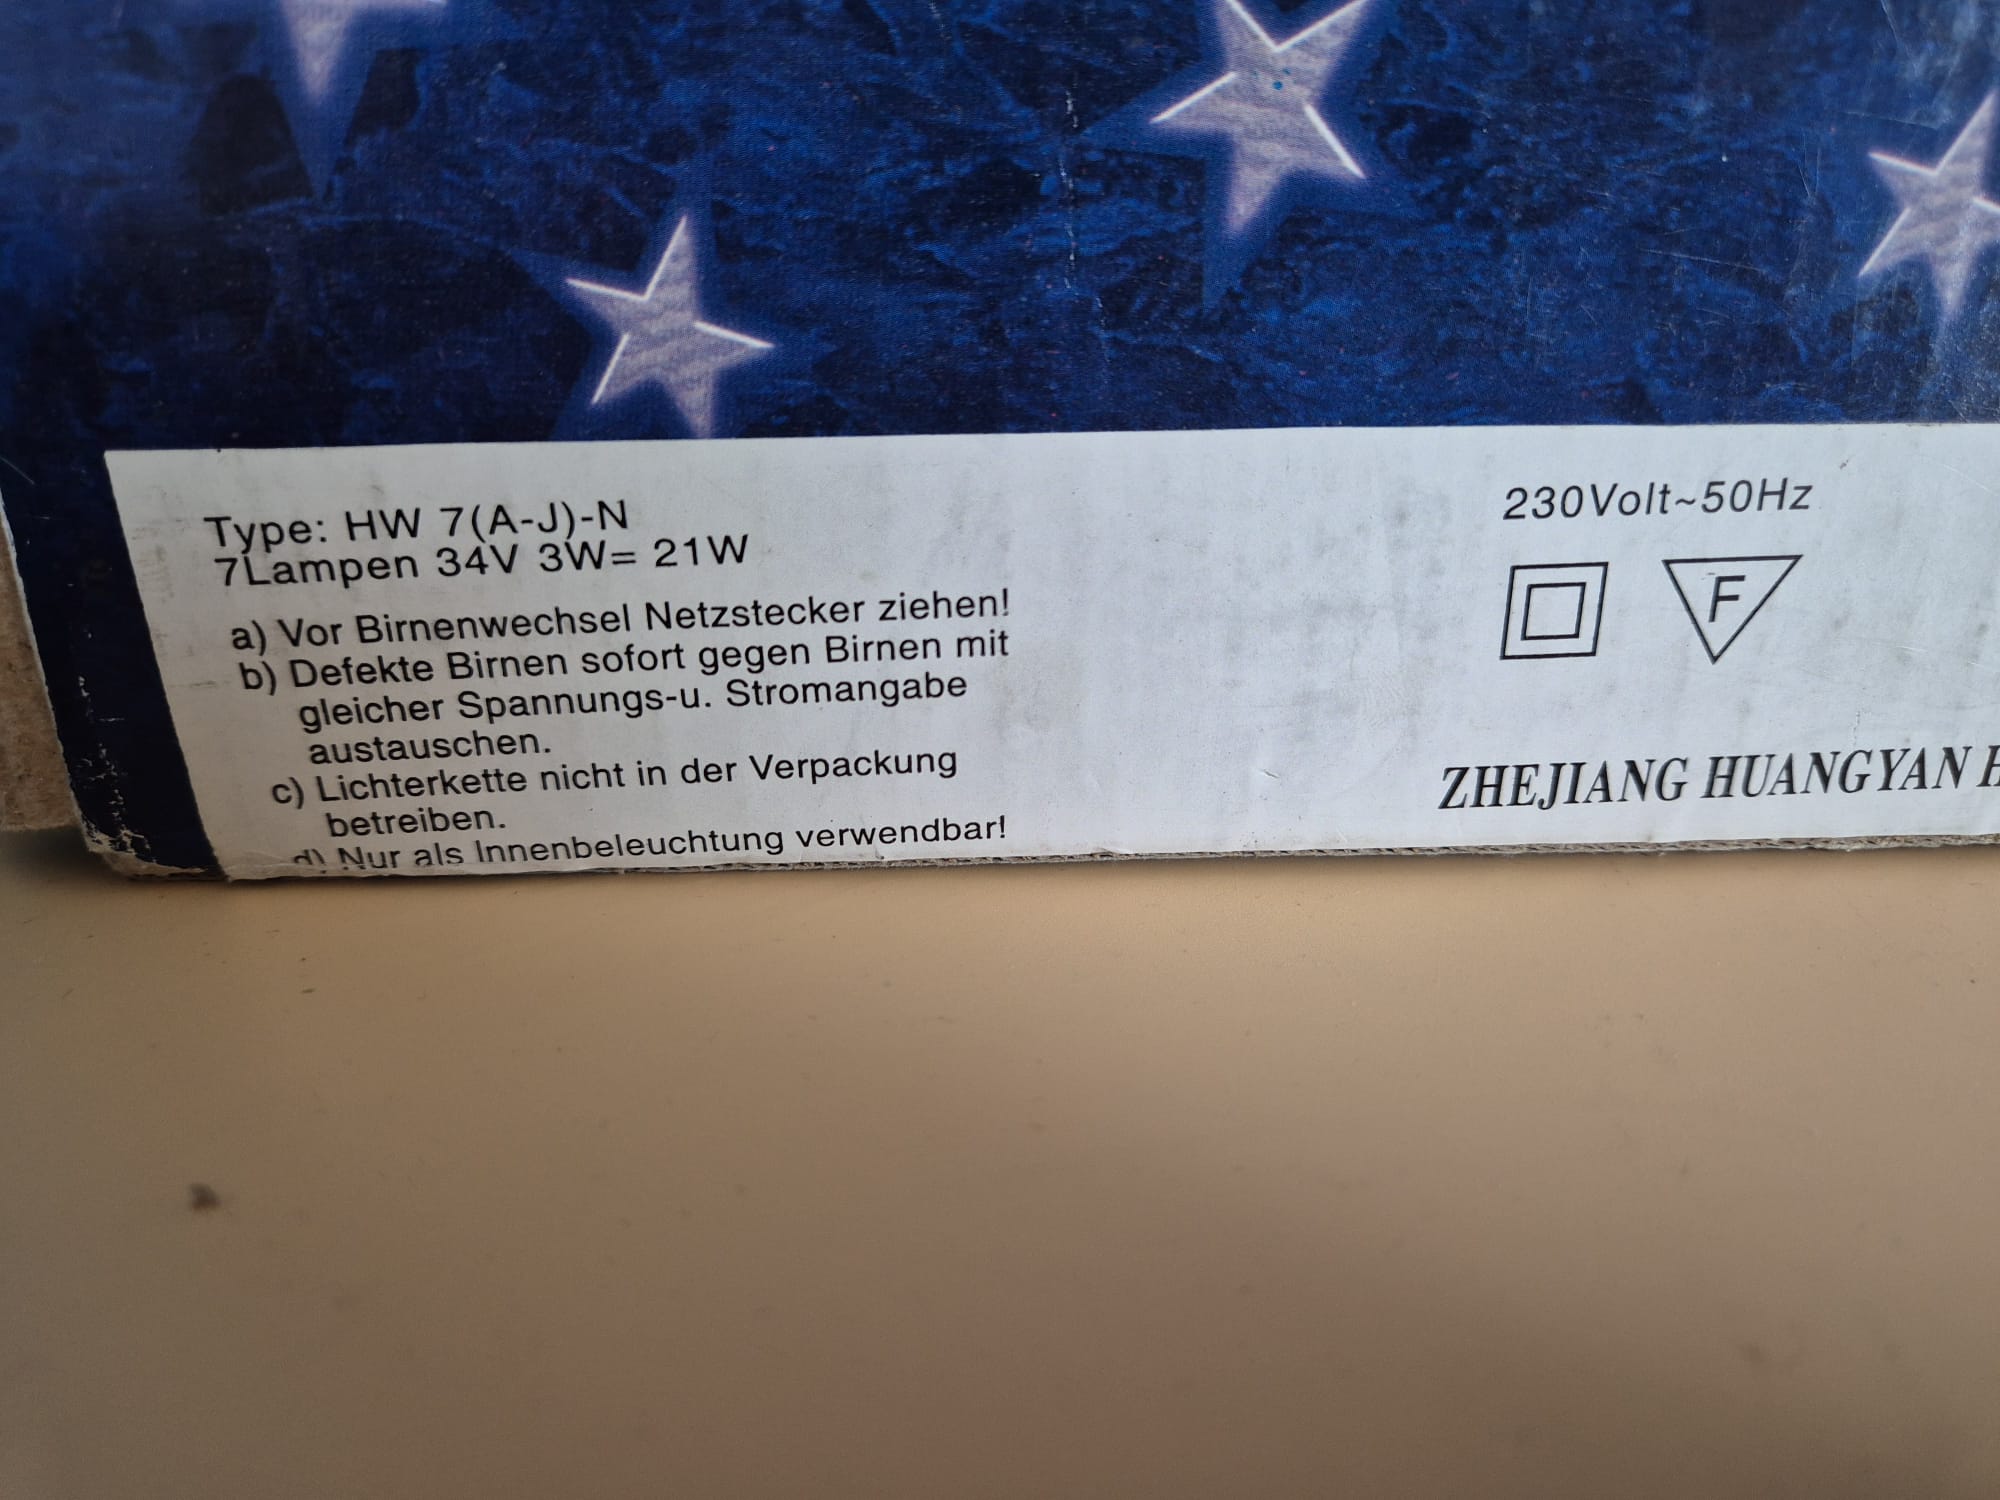 Type: HW 7(A-J)-N
7Lampen 34V 3W= 21W
a) Vor Birnenwechsel Netzstecker ziehen!
b) Defekte Birnen sofort gegen Birnen mit
gleicher Spannungs-u. Stromangabe
austauschen.
c) Lichterkette nicht in der Verpackung
betreiben.
d) Nur als Innenbeleuchtung verwendbar!
230Volt~50Hz
F
ZHEJIANG HUANGYAN